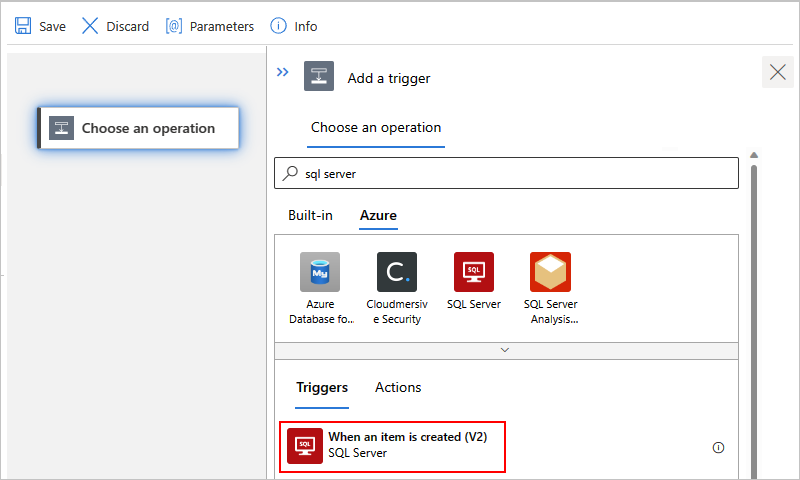 Save Discard [@] Parameters Info
Choose an operation
Add a trigger
Choose an operation
sql server
Built-in Azure
My C. SQL
Azure Database fo... Cloudmersive Security SQL Server SQL Server Analysis...
Triggers Actions
SQL When an item is created (V2)
SQL Server